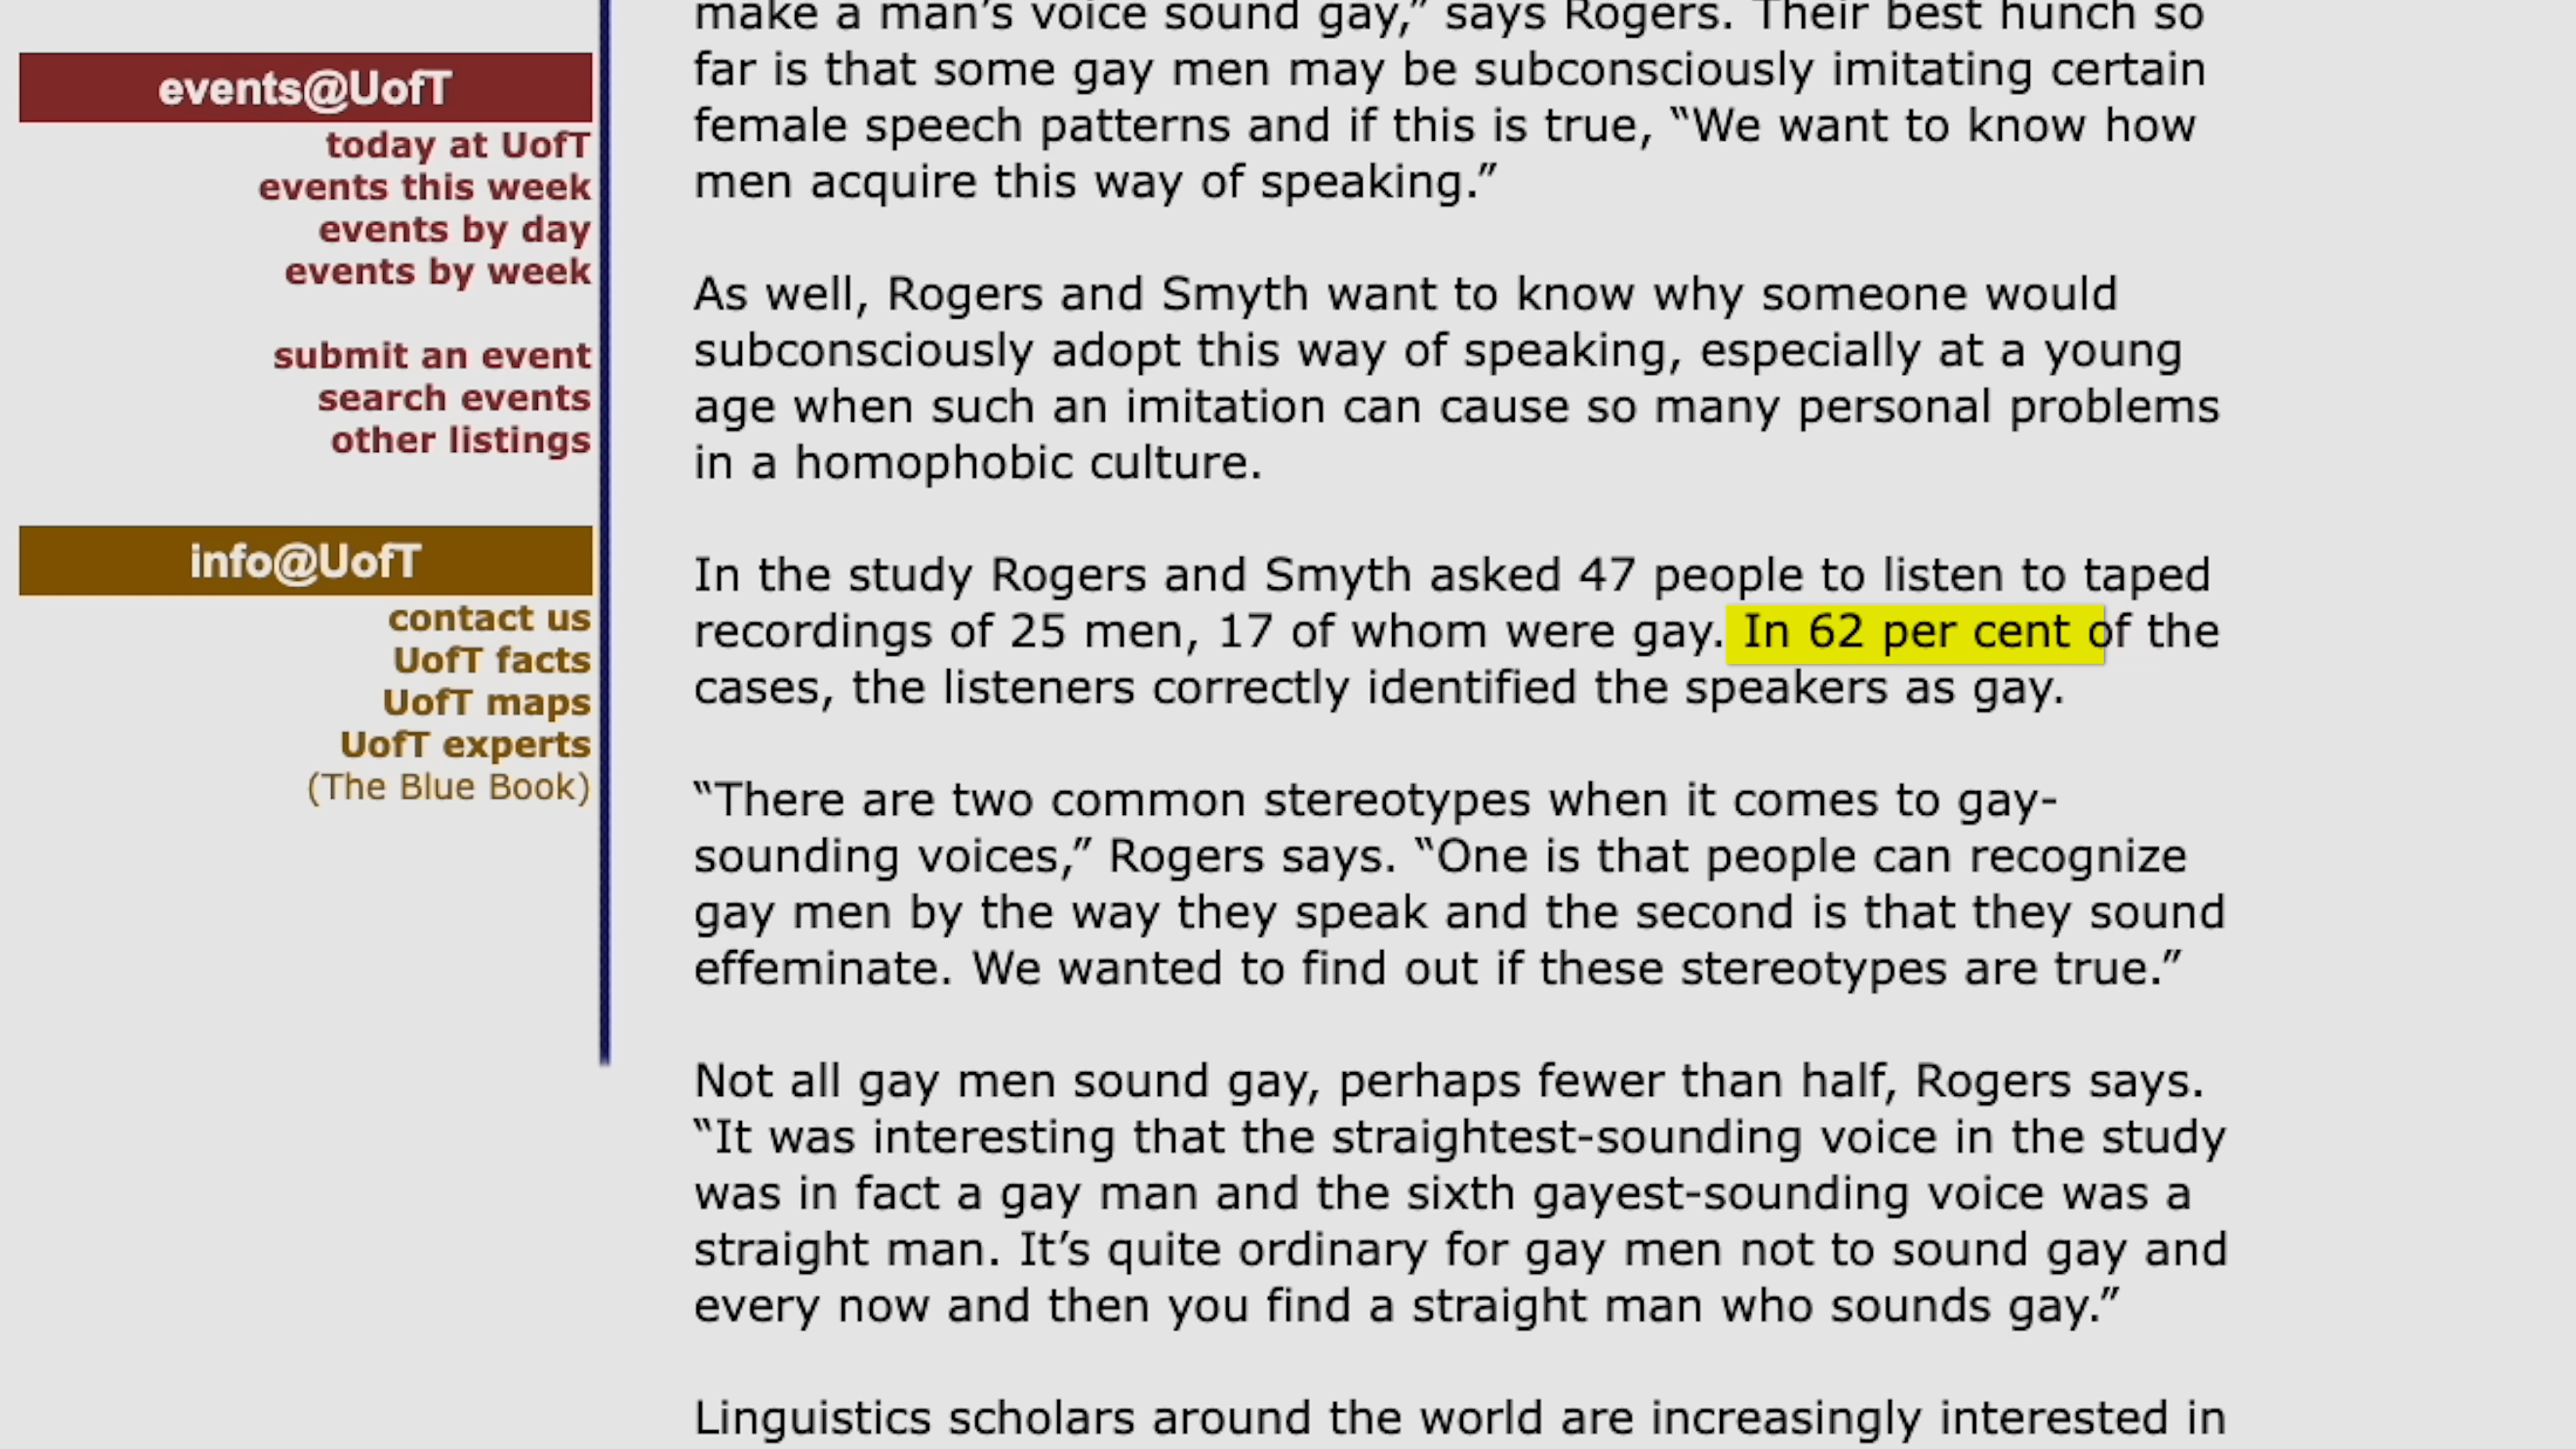 events@UofT
today at UofT
events this week
events by day
events by week
submit an event
search events
other listings
info@UofT
contact us
UofT facts
UofT maps
UofT experts
(The Blue Book)
make a man’s voice sound gay,” says Rogers. Their best hunch so
far is that some gay men may be subconsciously imitating certain
female speech patterns and if this is true, “We want to know how
men acquire this way of speaking.”
As well, Rogers and Smyth want to know why someone would
subconsciously adopt this way of speaking, especially at a young
age when such an imitation can cause so many personal problems
in a homophobic culture.
In the study Rogers and Smyth asked 47 people to listen to taped
recordings of 25 men, 17 of whom were gay. In 62 per cent of the
cases, the listeners correctly identified the speakers as gay.
“There are two common stereotypes when it comes to gay-
sounding voices,” Rogers says. “One is that people can recognize
gay men by the way they speak and the second is that they sound
effeminate. We wanted to find out if these stereotypes are true.”
Not all gay men sound gay, perhaps fewer than half, Rogers says.
“It was interesting that the straightest-sounding voice in the study
was in fact a gay man and the sixth gayest-sounding voice was a
straight man. It’s quite ordinary for gay men not to sound gay and
every now and then you find a straight man who sounds gay.”
Linguistics scholars around the world are increasingly interested in